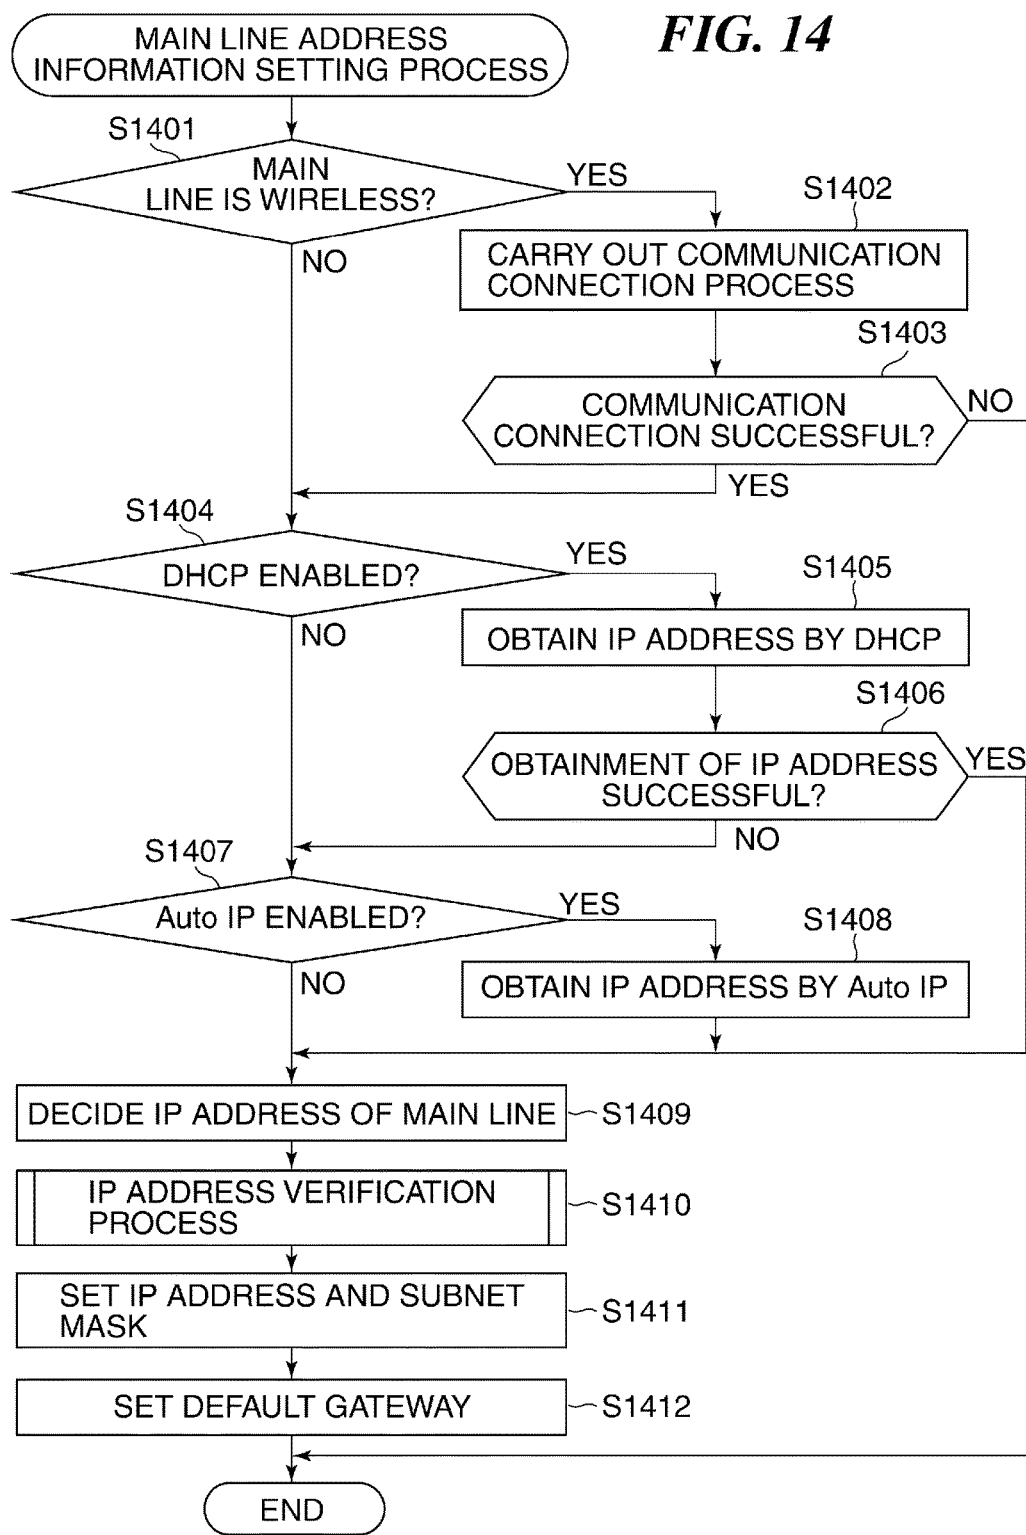 FIG. 14
MAIN LINE ADDRESS
INFORMATION SETTING PROCESS
S1401
MAIN
LINE IS WIRELESS?
YES
NO
S1402
CARRY OUT COMMUNICATION
CONNECTION PROCESS
S1403
COMMUNICATION
CONNECTION SUCCESSFUL?
NO
YES
S1404
DHCP ENABLED?
YES
NO
S1405
OBTAIN IP ADDRESS BY DHCP
S1406
OBTAINMENT OF IP ADDRESS
SUCCESSFUL?
YES
NO
S1407
Auto IP ENABLED?
YES
NO
S1408
OBTAIN IP ADDRESS BY Auto IP
DECIDE IP ADDRESS OF MAIN LINE
S1409
IP ADDRESS VERIFICATION
PROCESS
S1410
SET IP ADDRESS AND SUBNET
MASK
S1411
SET DEFAULT GATEWAY
S1412
END